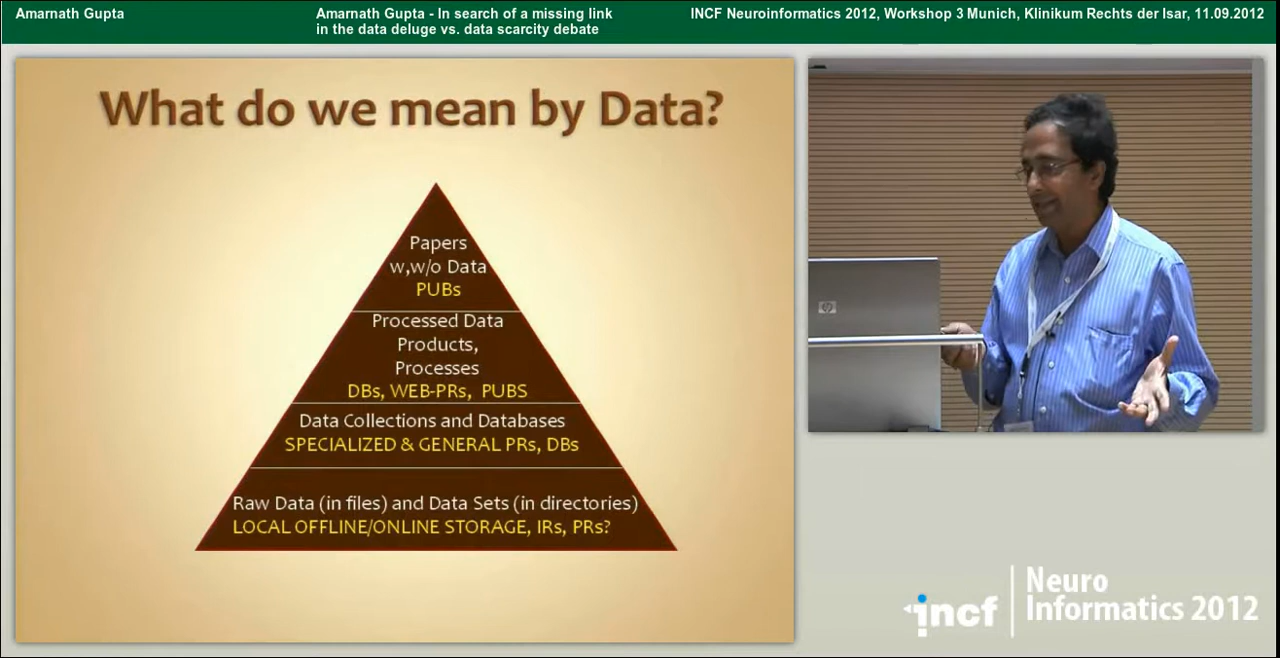 Amarnath Gupta
Amarnath Gupta - In search of a missing link
in the data deluge vs. data scarcity debate
INCF Neuroinformatics 2012, Workshop 3 Munich, Klinikum Rechts der Isar, 11.09.2012
What do we mean by Data?
Papers
w,w/o Data
PUBs
Processed Data
Products,
Processes
DBs, WEB-PRs, PUBS
Data Collections and Databases
SPECIALIZED & GENERAL PRs, DBs
Raw Data (in files) and Data Sets (in directories)
LOCAL OFFLINE/ONLINE STORAGE, IRs, PRs?
hp
incf
Neuro
Informatics 2012